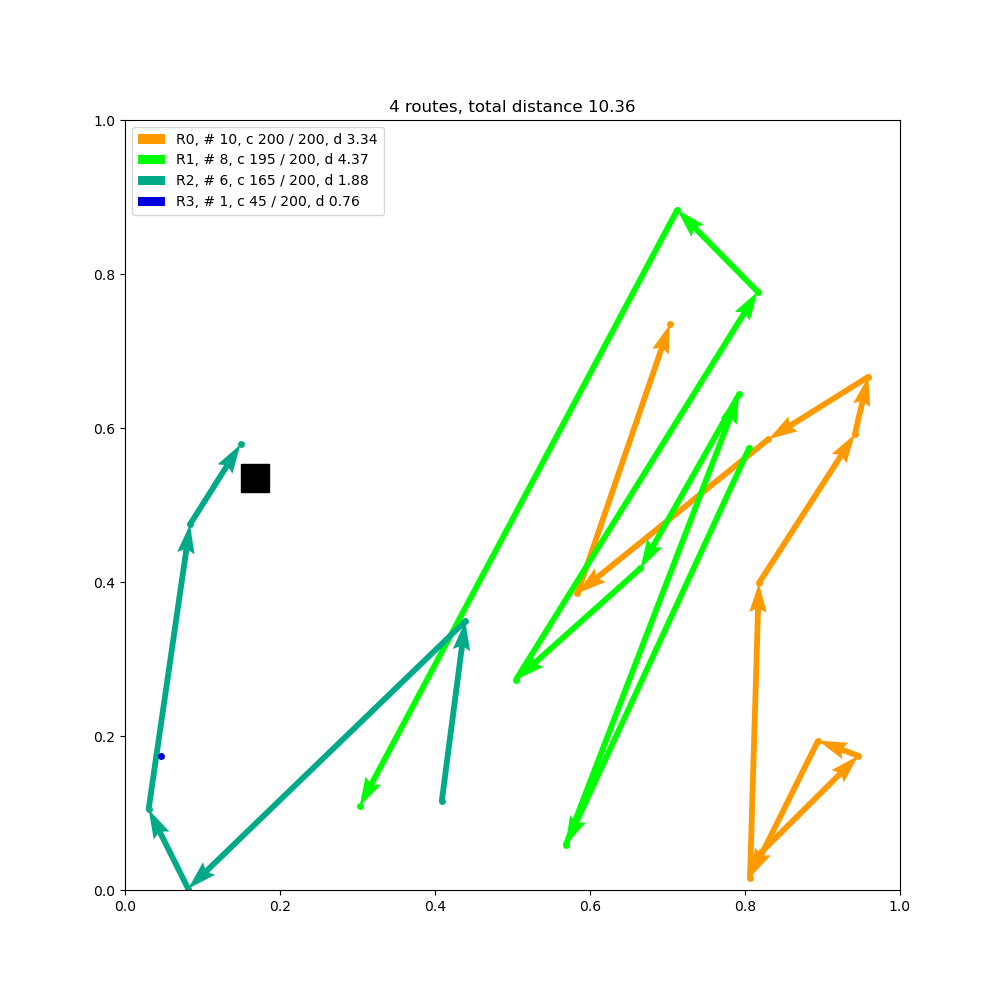 4 routes, total distance 10.36
R0, # 10, c 200 / 200, d 3.34
R1, # 8, c 195 / 200, d 4.37
R2, # 6, c 165 / 200, d 1.88
R3, # 1, c 45 / 200, d 0.76
1.0
0.8
0.6
0.4
0.2
0.0
0.0 0.2 0.4 0.6 0.8 1.0